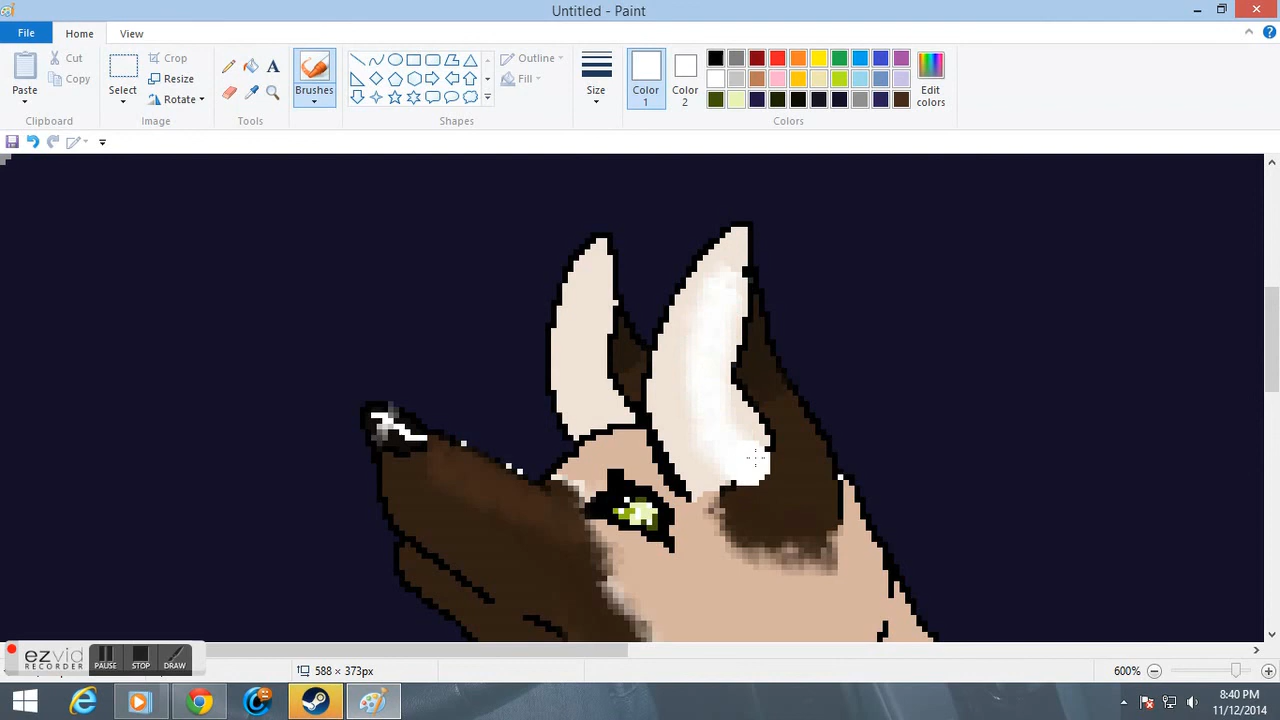 Untitled - Paint
File Home View
Paste Cut Copy
Select Crop Resize Rotate
Brushes
Outline Fill
Size
Color 1 Color 2
Edit colors
Clipboard Image Tools Shapes Colors
ezvid
RECORDER
PAUSE STOP DRAW
588 × 373px
600%
8:40 PM
11/12/2014